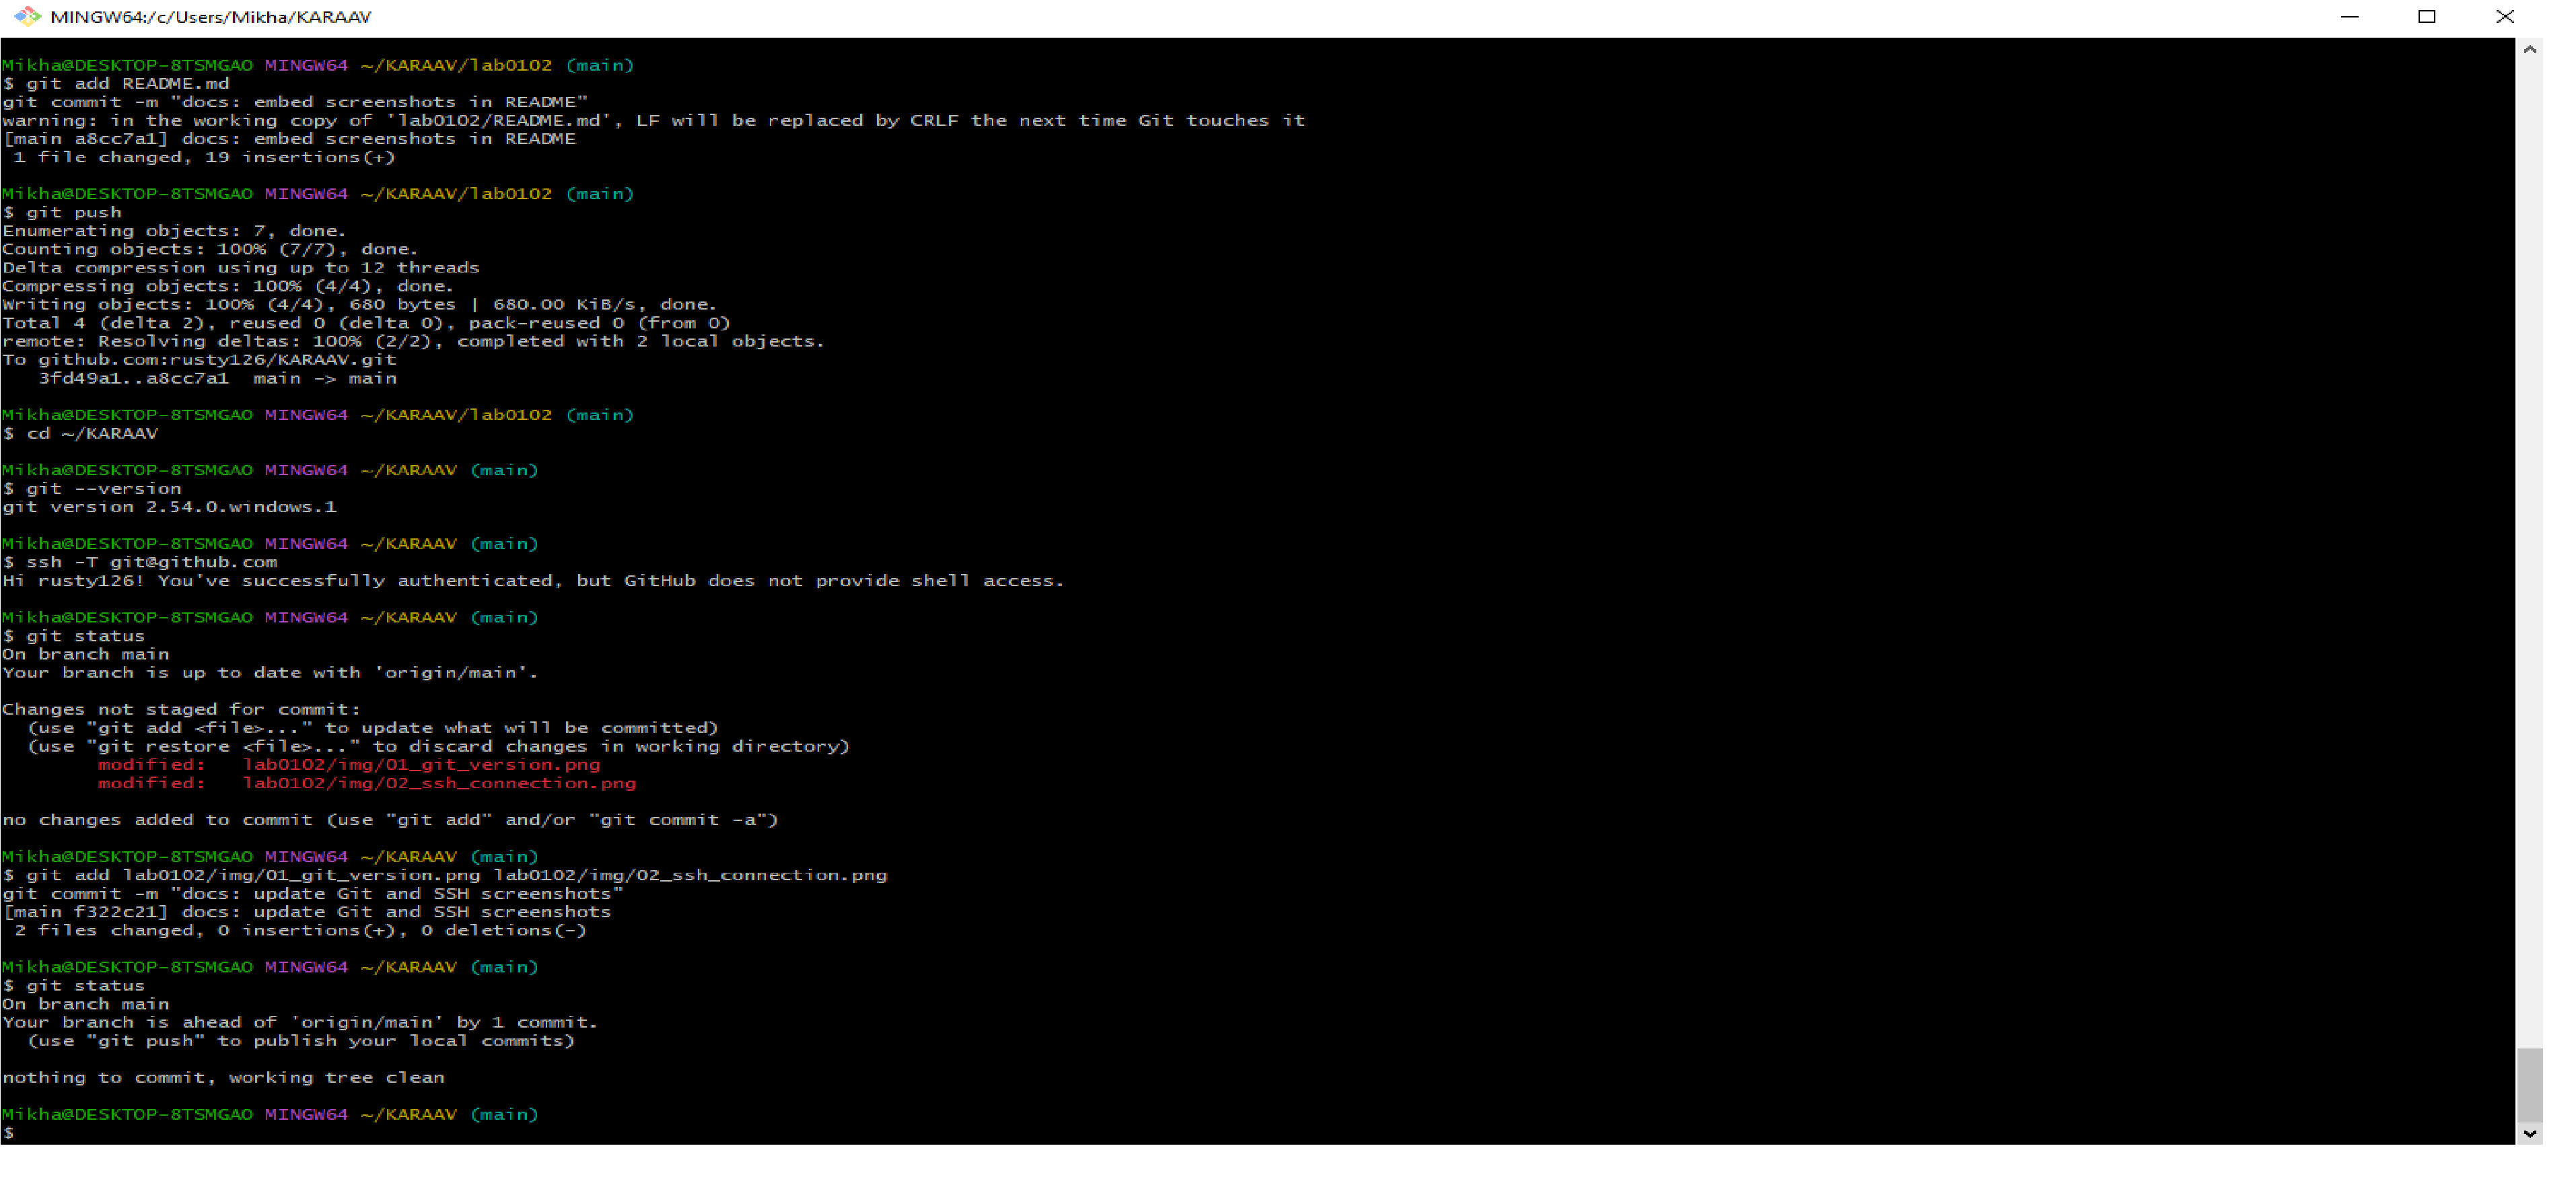 MINGW64:/c/Users/Mikha/KARAAV
Mikha@DESKTOP-8TSMGAO MINGW64 ~/KARAAV/lab0102 (main)
$ git add README.md
git commit -m "docs: embed screenshots in README"
warning: in the working copy of 'lab0102/README.md', LF will be replaced by CRLF the next time Git touches it
[main a8cc7a1] docs: embed screenshots in README
 1 file changed, 19 insertions(+)
Mikha@DESKTOP-8TSMGAO MINGW64 ~/KARAAV/lab0102 (main)
$ git push
Enumerating objects: 7, done.
Counting objects: 100% (7/7), done.
Delta compression using up to 12 threads
Compressing objects: 100% (4/4), done.
Writing objects: 100% (4/4), 680 bytes | 680.00 KiB/s, done.
Total 4 (delta 2), reused 0 (delta 0), pack-reused 0 (from 0)
remote: Resolving deltas: 100% (2/2), completed with 2 local objects.
To github.com:rusty126/KARAAV.git
   3fd49a1..a8cc7a1  main -> main
Mikha@DESKTOP-8TSMGAO MINGW64 ~/KARAAV/lab0102 (main)
$ cd ~/KARAAV
Mikha@DESKTOP-8TSMGAO MINGW64 ~/KARAAV (main)
$ git --version
git version 2.54.0.windows.1
Mikha@DESKTOP-8TSMGAO MINGW64 ~/KARAAV (main)
$ ssh -T git@github.com
Hi rusty126! You've successfully authenticated, but GitHub does not provide shell access.
Mikha@DESKTOP-8TSMGAO MINGW64 ~/KARAAV (main)
$ git status
On branch main
Your branch is up to date with 'origin/main'.
Changes not staged for commit:
  (use "git add <file>..." to update what will be committed)
  (use "git restore <file>..." to discard changes in working directory)
        modified:   lab0102/img/01_git_version.png
        modified:   lab0102/img/02_ssh_connection.png
no changes added to commit (use "git add" and/or "git commit -a")
Mikha@DESKTOP-8TSMGAO MINGW64 ~/KARAAV (main)
$ git add lab0102/img/01_git_version.png lab0102/img/02_ssh_connection.png
git commit -m "docs: update Git and SSH screenshots"
[main f322c21] docs: update Git and SSH screenshots
 2 files changed, 0 insertions(+), 0 deletions(-)
Mikha@DESKTOP-8TSMGAO MINGW64 ~/KARAAV (main)
$ git status
On branch main
Your branch is ahead of 'origin/main' by 1 commit.
  (use "git push" to publish your local commits)
nothing to commit, working tree clean
Mikha@DESKTOP-8TSMGAO MINGW64 ~/KARAAV (main)
$